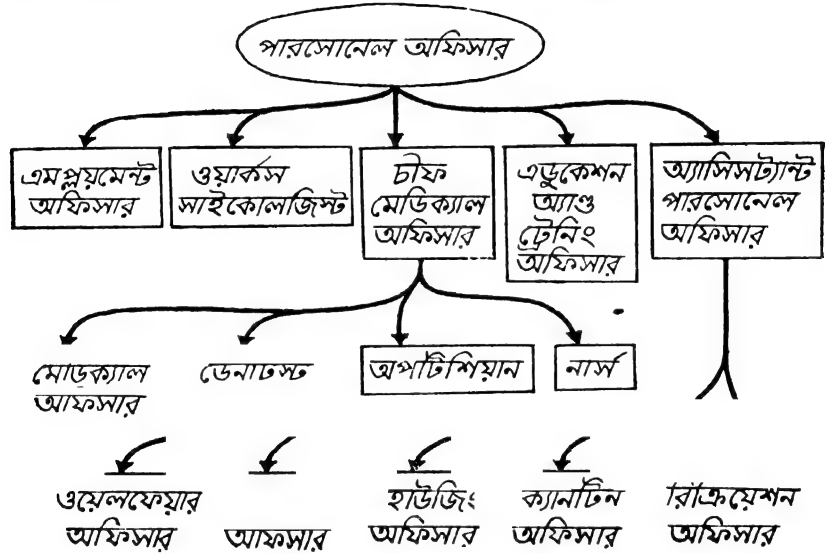 পারসোনেল অফিসার
এমপ্লয়মেন্ট
অফিসার
ওয়ার্কস
সাইকোলজিস্ট
চীফ
মেডিক্যাল
অফিসার
এডুকেশন
অ্যাণ্ড
ট্রেনিং
অফিসার
অ্যাসিসট্যান্ট
পারসোনেল
অফিসার
মেডিক্যাল
অফিসার
ডেনটিস্ট
অপটিশিয়ান
নার্স
ওয়েলফেয়ার
অফিসার
অফিসার
হাউজিং
অফিসার
ক্যানটিন
অফিসার
রিক্রিয়েশন
অফিসার